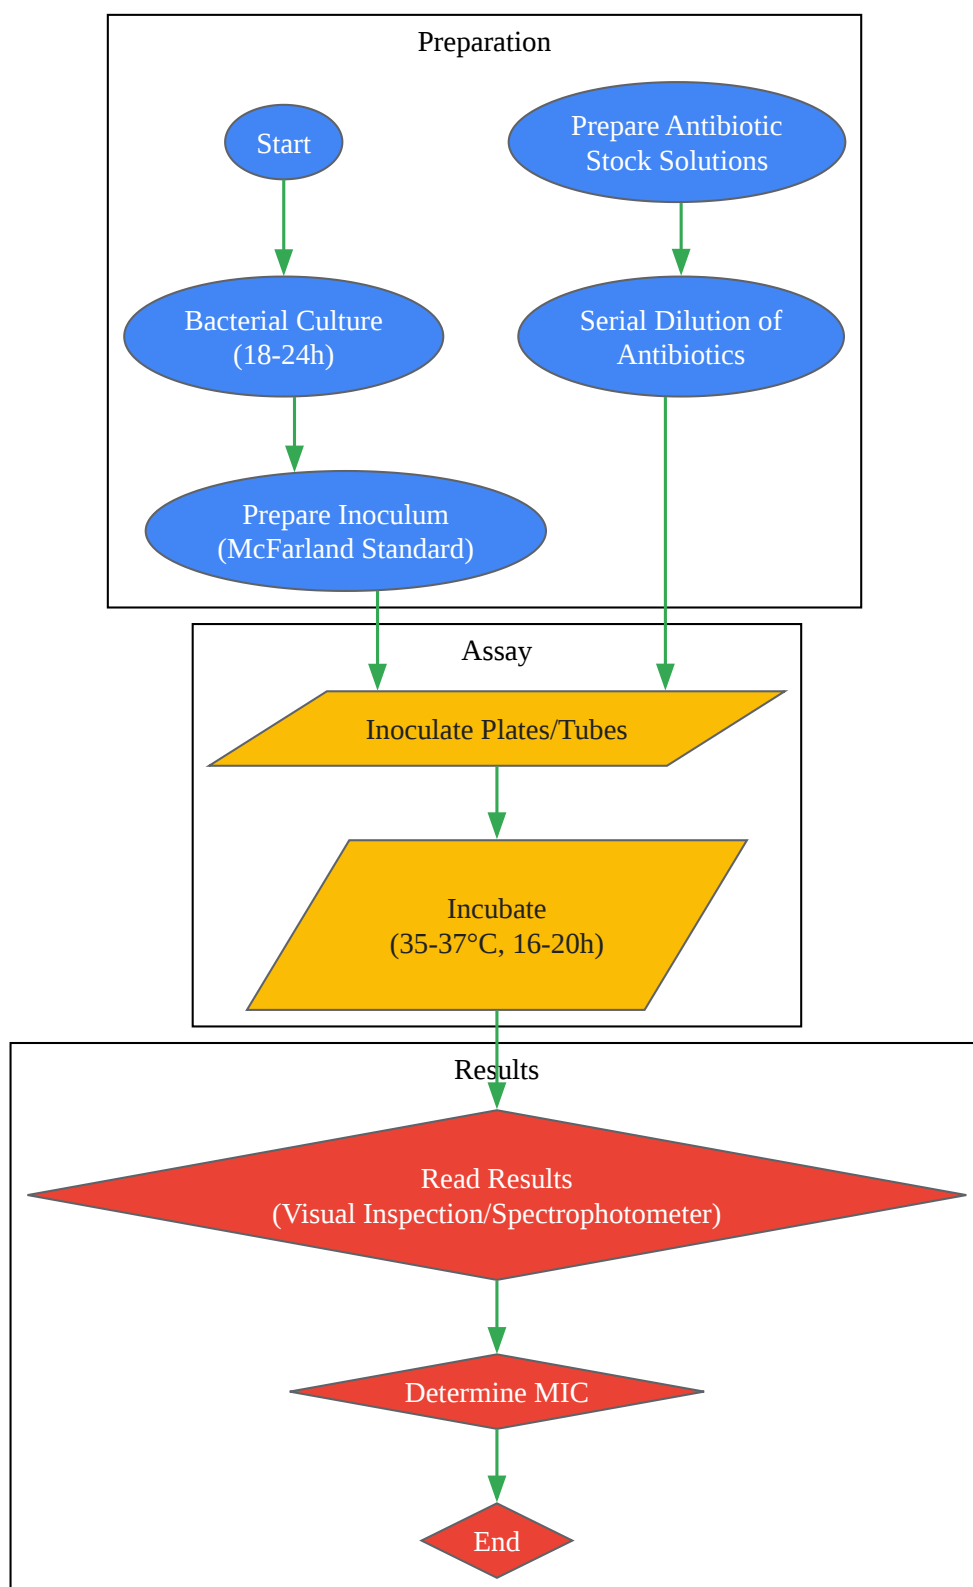 Preparation
Start
Prepare Antibiotic
Stock Solutions
Bacterial Culture
(18-24h)
Serial Dilution of
Antibiotics
Prepare Inoculum
(McFarland Standard)
Assay
Inoculate Plates/Tubes
Incubate
(35-37°C, 16-20h)
Results
Read Results
(Visual Inspection/Spectrophotometer)
Determine MIC
End